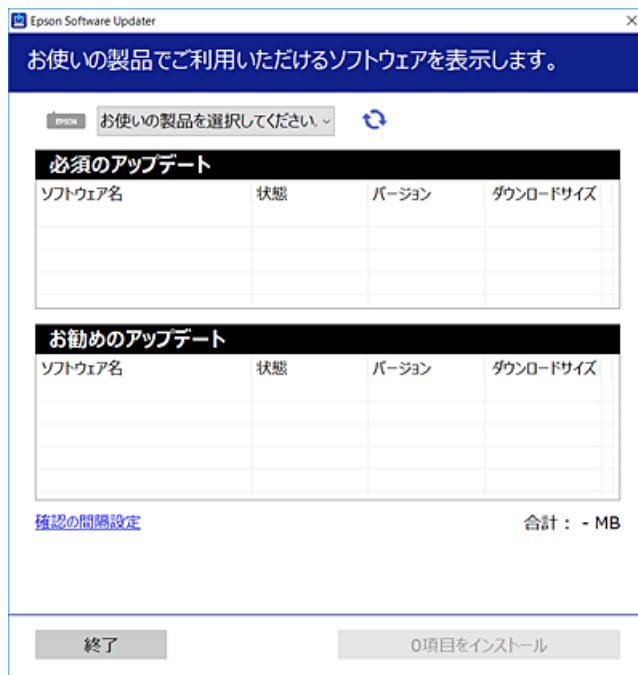 Epson Software Updater
お使いの製品でご利用いただけるソフトウェアを表示します。
EPSON お使いの製品を選択してください.
必須のアップデート
ソフトウェア名 状態 バージョン ダウンロードサイズ
お勧めのアップデート
ソフトウェア名 状態 バージョン ダウンロードサイズ
確認の間隔設定 合計： - MB
終了 0項目をインストール